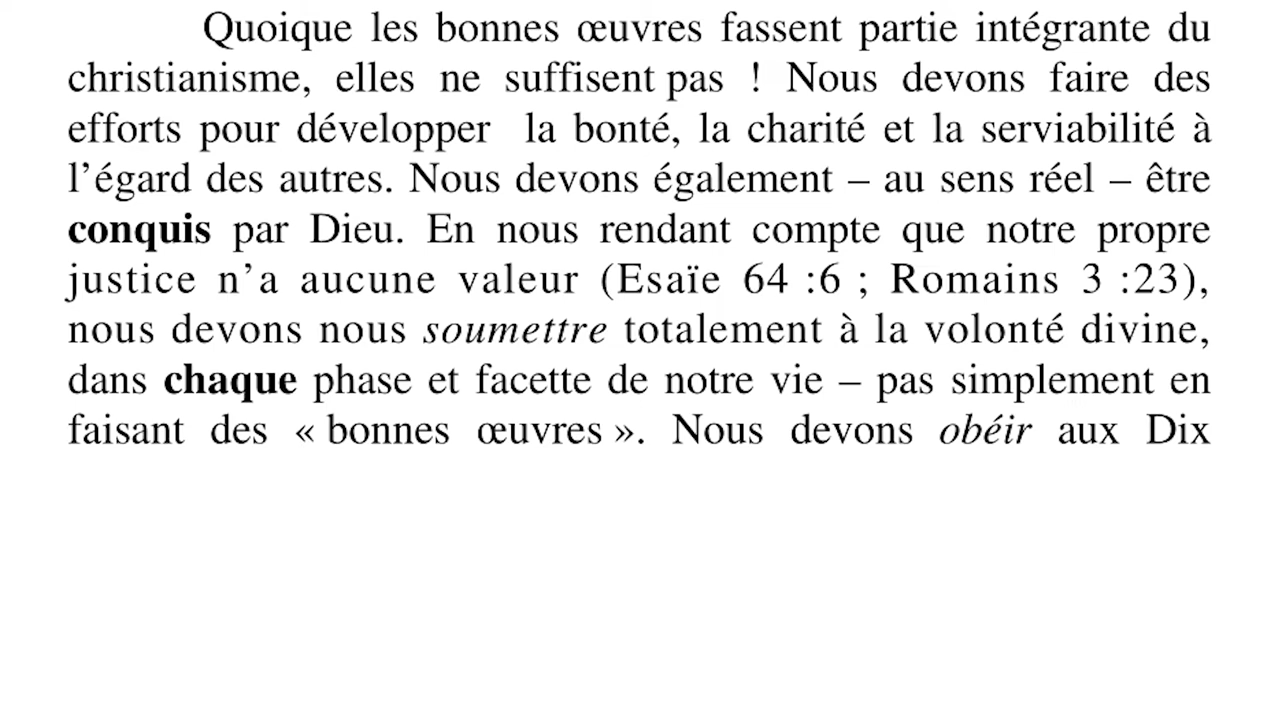 Quoique les bonnes œuvres fassent partie intégrante du
christianisme, elles ne suffisent pas ! Nous devons faire des
efforts pour développer la bonté, la charité et la serviabilité à
l’égard des autres. Nous devons également – au sens réel – être
conquis par Dieu. En nous rendant compte que notre propre
justice n’a aucune valeur (Esaïe 64 :6 ; Romains 3 :23),
nous devons nous soumettre totalement à la volonté divine,
dans chaque phase et facette de notre vie – pas simplement en
faisant des « bonnes œuvres ». Nous devons obéir aux Dix